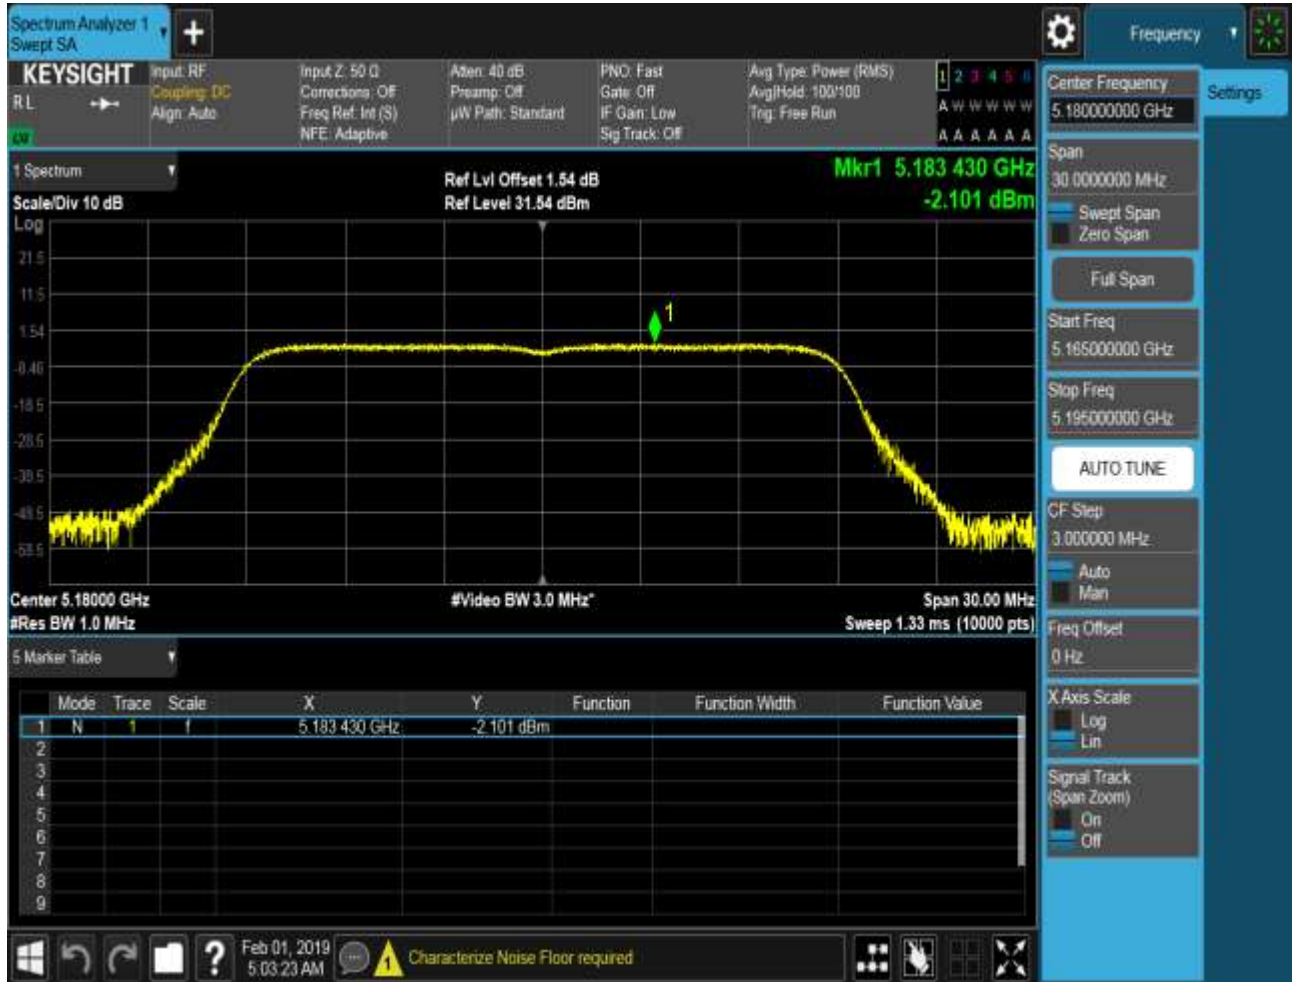 Spectrum Analyzer 1
Swept SA
+
Frequency
KEYSIGHT
RL
Input: RF
Coupling: DC
Align: Auto
Input Z: 50 Ω
Corrections: Off
Freq Ref: Int (S)
NFE: Adaptive
Atten: 40 dB
Preamp: Off
µW Path: Standard
PNO: Fast
Gate: Off
IF Gain: Low
Sig Track: Off
Avg Type: Power (RMS)
Avg|Hold: 100/100
Trig: Free Run
1 2 3 4 5 6
A W W W W W
A A A A A A
1 Spectrum
Scale/Div 10 dB
Ref Lvl Offset 1.54 dB
Ref Level 31.54 dBm
Mkr1 5.183 430 GHz
-2.101 dBm
Log
21.5
11.5
1.54
-8.46
-18.5
-28.5
-38.5
-48.5
-58.5
1
Center 5.18000 GHz
#Res BW 1.0 MHz
#Video BW 3.0 MHz*
Span 30.00 MHz
Sweep 1.33 ms (10000 pts)
5 Marker Table
Mode Trace Scale X Y Function Function Width Function Value
1 N 1 f 5.183 430 GHz -2.101 dBm
2
3
4
5
6
7
8
9
Center Frequency
5.180000000 GHz
Settings
Span
30.0000000 MHz
Swept Span
Zero Span
Full Span
Start Freq
5.165000000 GHz
Stop Freq
5.195000000 GHz
AUTO TUNE
CF Step
3.000000 MHz
Auto
Man
Freq Offset
0 Hz
X Axis Scale
Log
Lin
Signal Track
(Span Zoom)
On
Off
?
Feb 01, 2019
5:03:23 AM
1
Characterize Noise Floor required